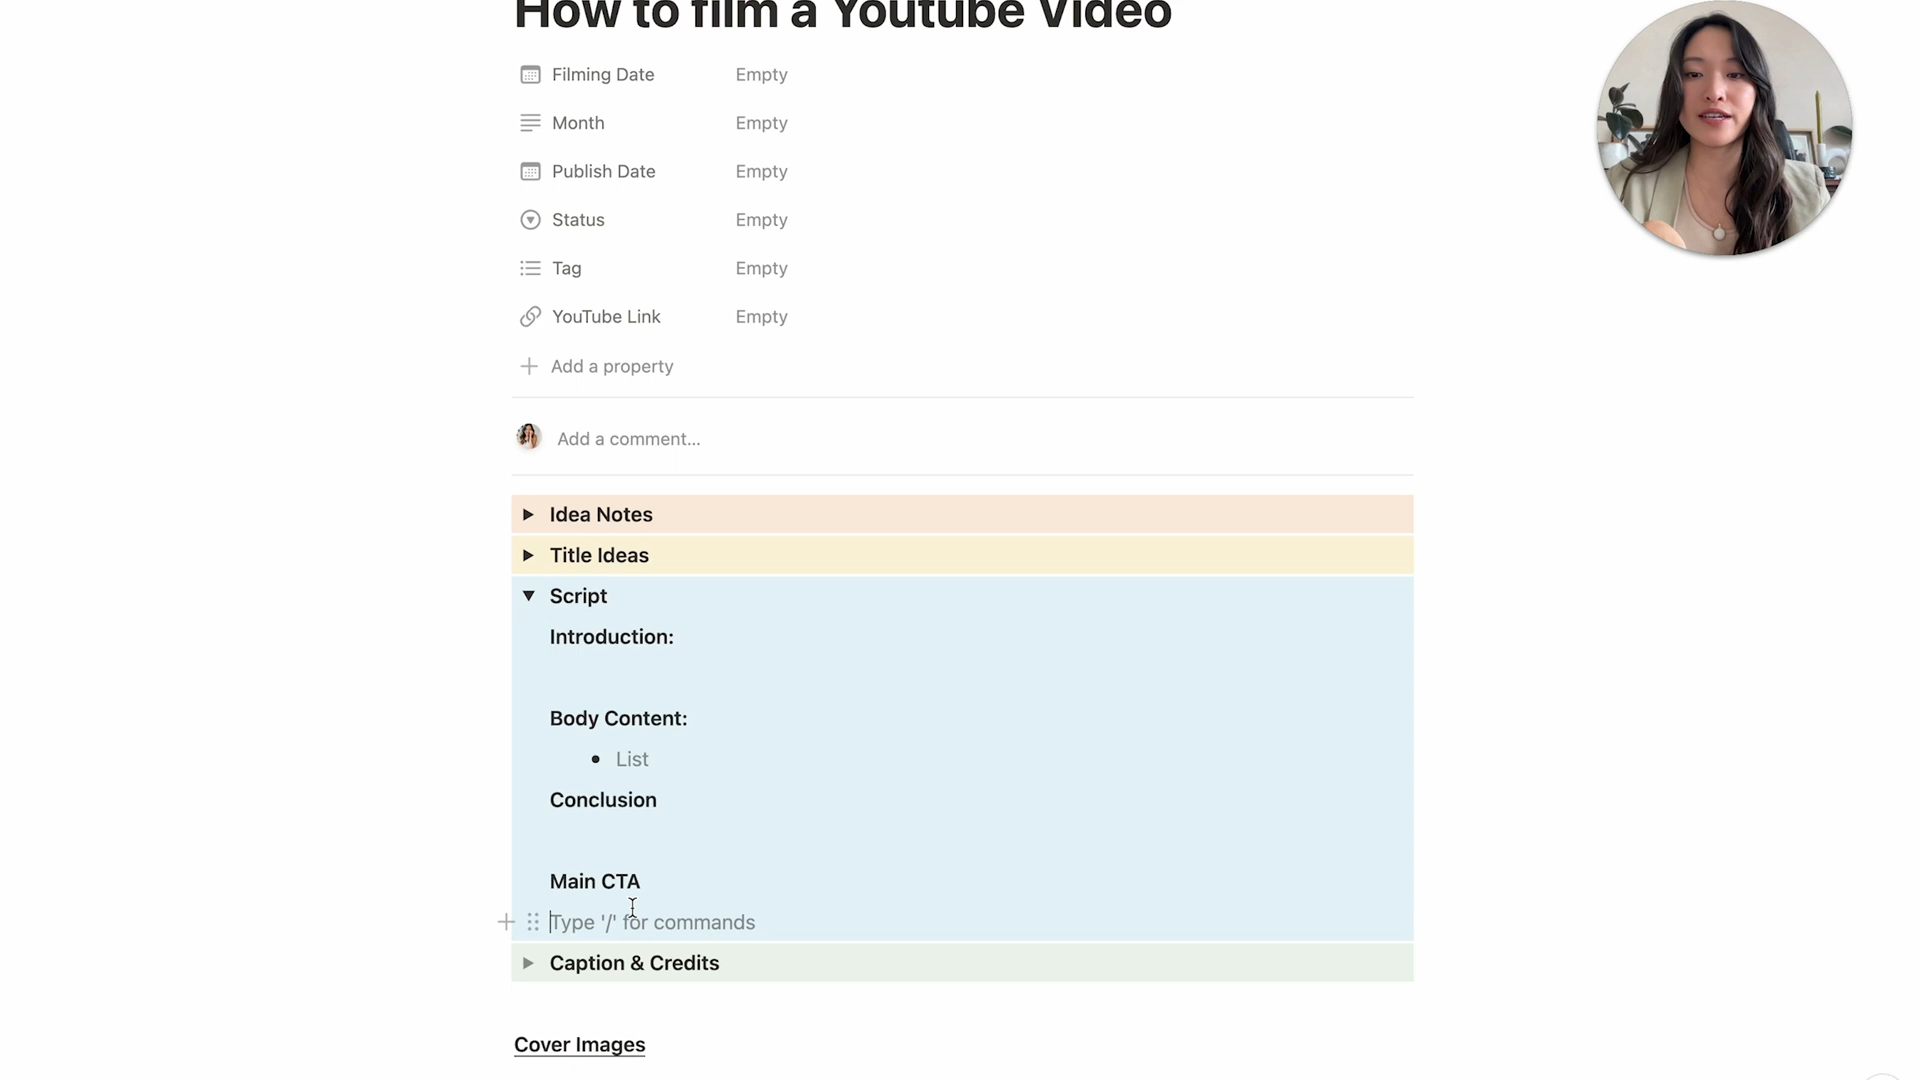 How to film a Youtube Video
Filming Date Empty
Month Empty
Publish Date Empty
Status Empty
Tag Empty
YouTube Link Empty
Add a property
Add a comment...
Idea Notes
Title Ideas
Script
Introduction:
Body Content:
• List
Conclusion
Main CTA
Type '/' for commands
Caption & Credits
Cover Images